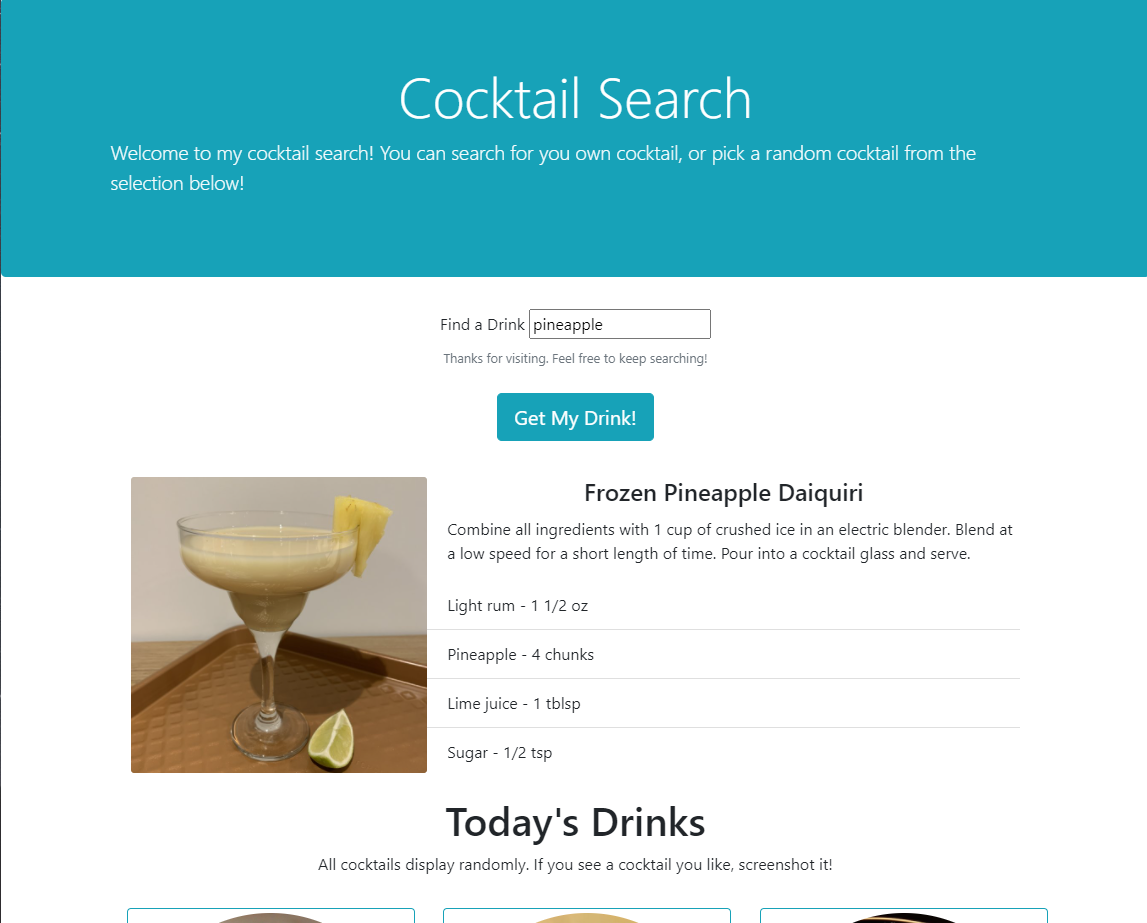 Cocktail Search
Welcome to my cocktail search! You can search for you own cocktail, or pick a random cocktail from the
selection below!
Find a Drink pineapple
Thanks for visiting. Feel free to keep searching!
Get My Drink!
Frozen Pineapple Daiquiri
Combine all ingredients with 1 cup of crushed ice in an electric blender. Blend at
a low speed for a short length of time. Pour into a cocktail glass and serve.
Light rum - 1 1/2 oz
Pineapple - 4 chunks
Lime juice - 1 tblsp
Sugar - 1/2 tsp
Today's Drinks
All cocktails display randomly. If you see a cocktail you like, screenshot it!